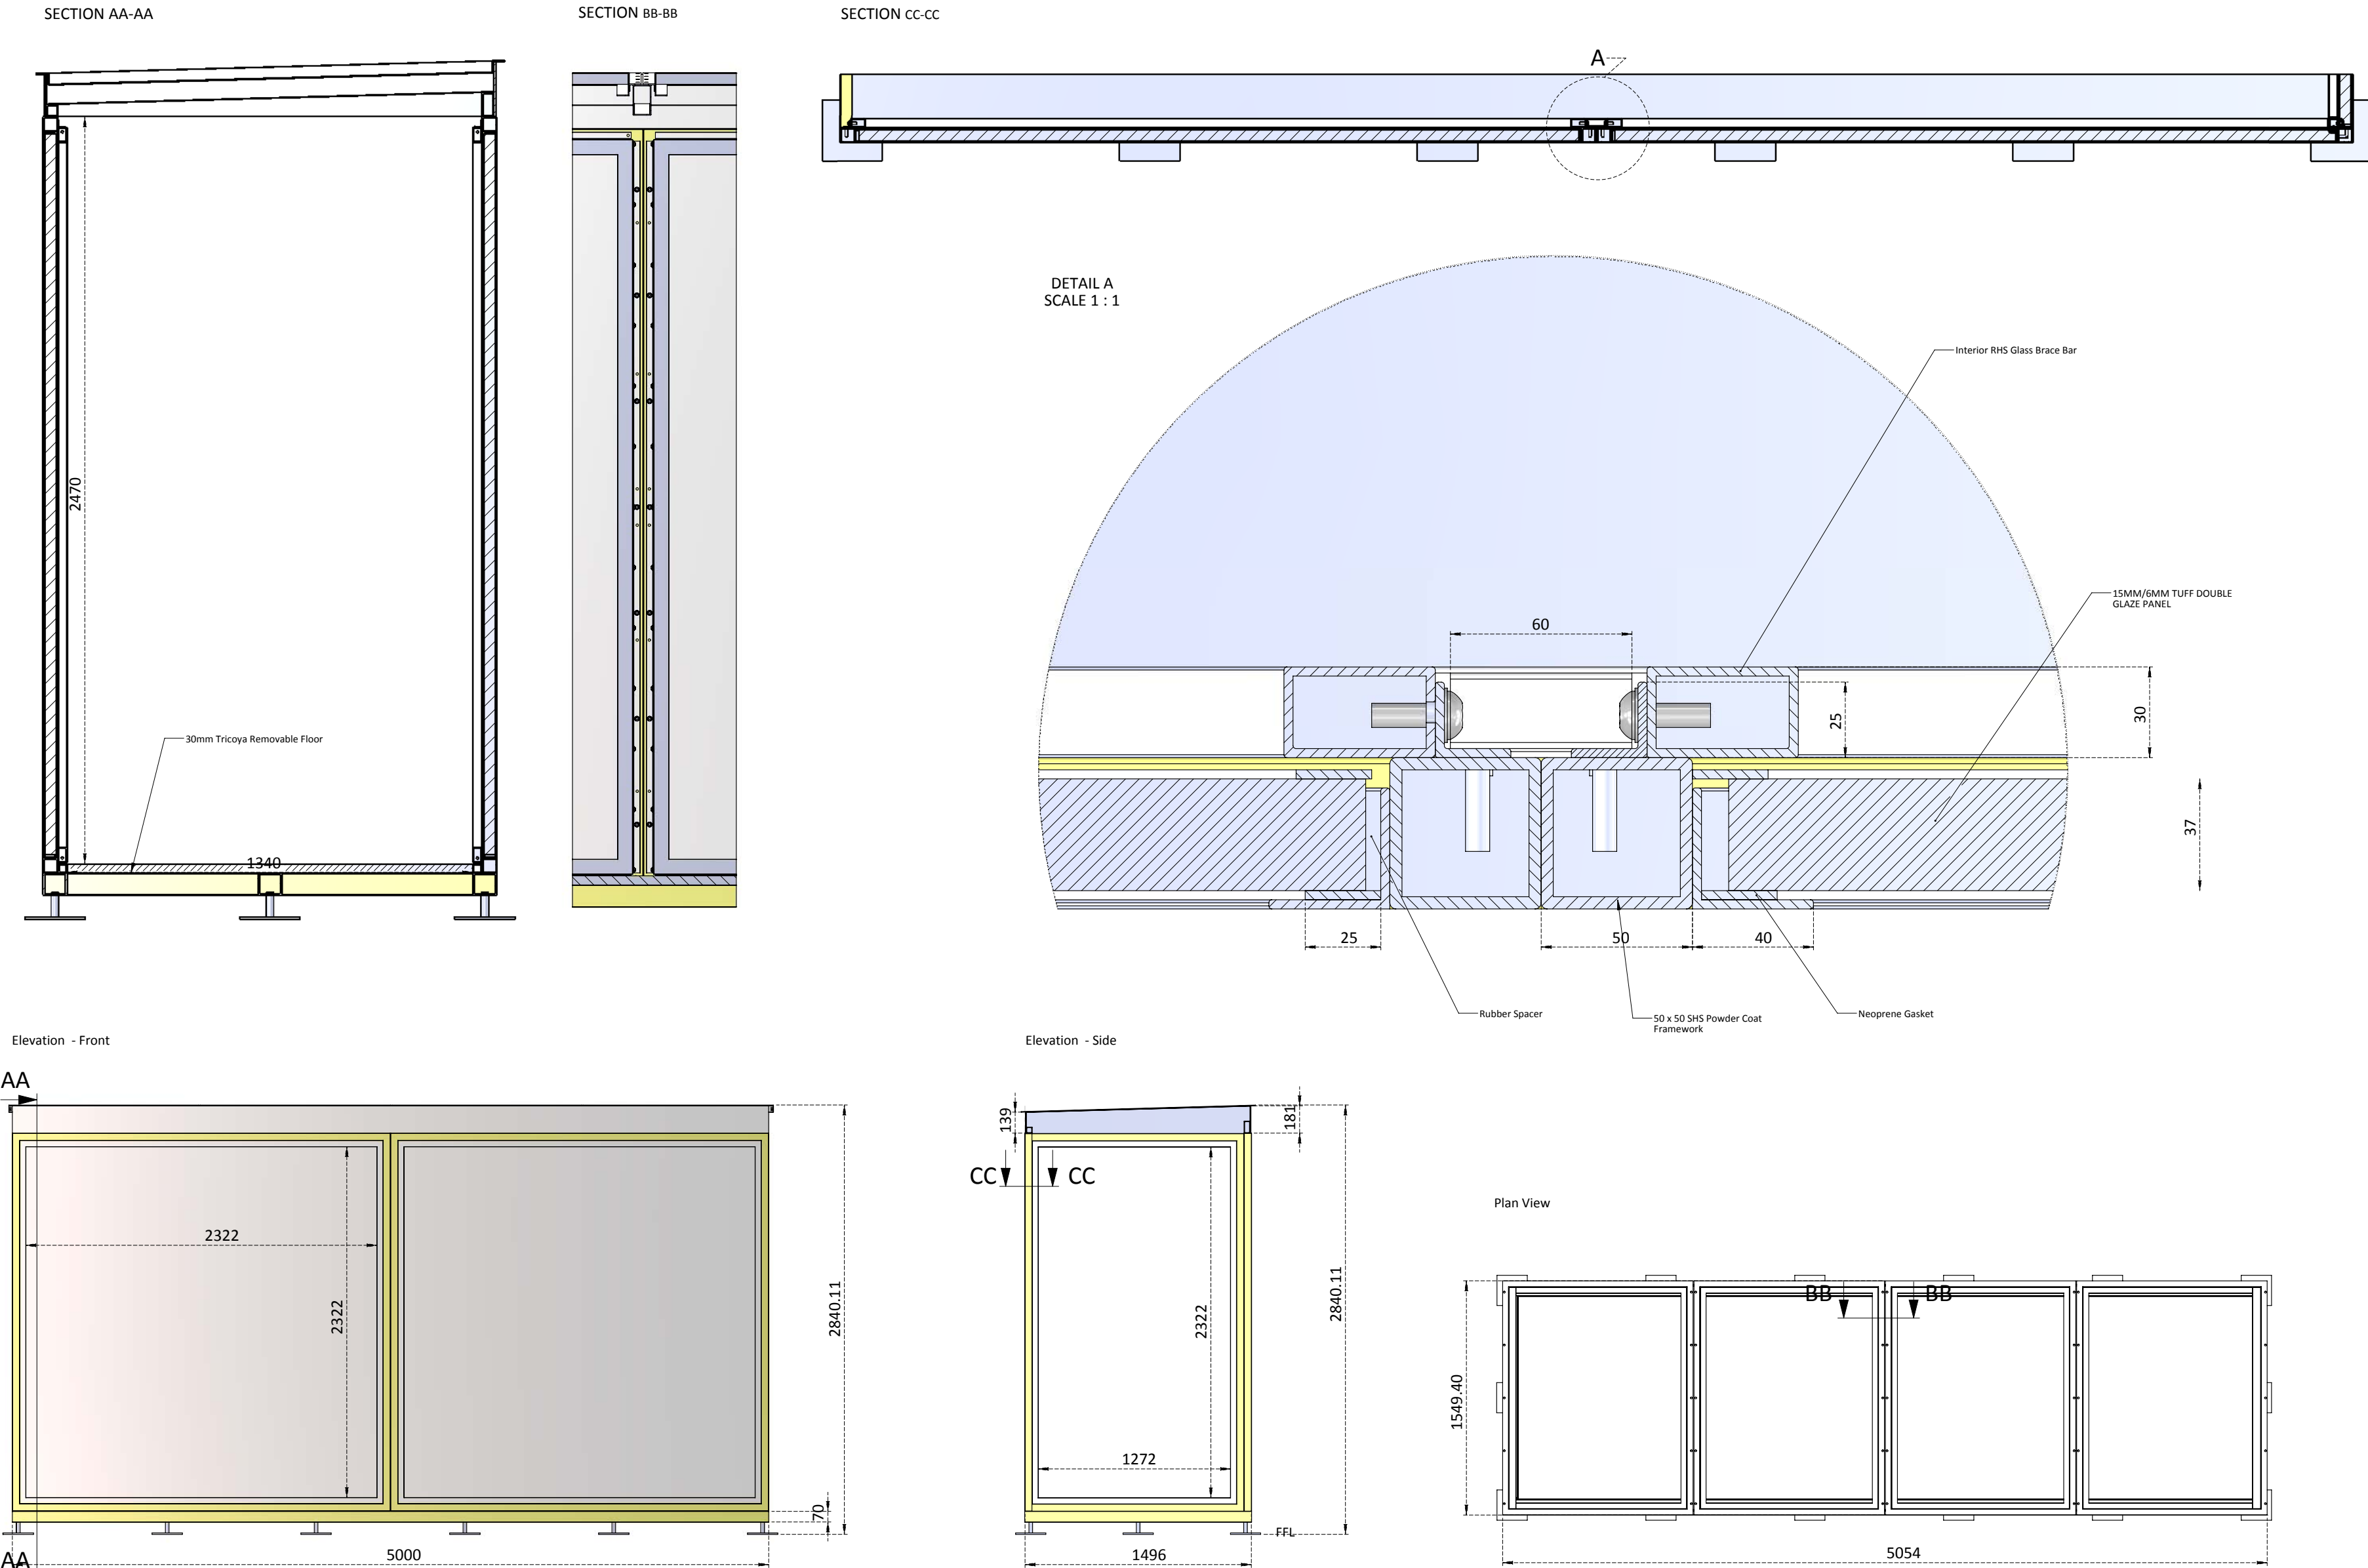 SECTION AA-AA
SECTION BB-BB
SECTION CC-CC
A
2470
30mm Tricoya Removable Floor
1340
DETAIL A
SCALE 1 : 1
Interior RHS Glass Brace Bar
15MM/6MM TUFF DOUBLE
GLAZE PANEL
60
25
30
37
25
50
40
Rubber Spacer
50 x 50 SHS Powder Coat
Framework
Neoprene Gasket
Elevation - Front
AA
2322
2322
2840.11
70
5000
AA
Elevation - Side
139
181
CC
CC
2322
2840.11
1272
FFL
1496
Plan View
BB
BB
1549.40
5054